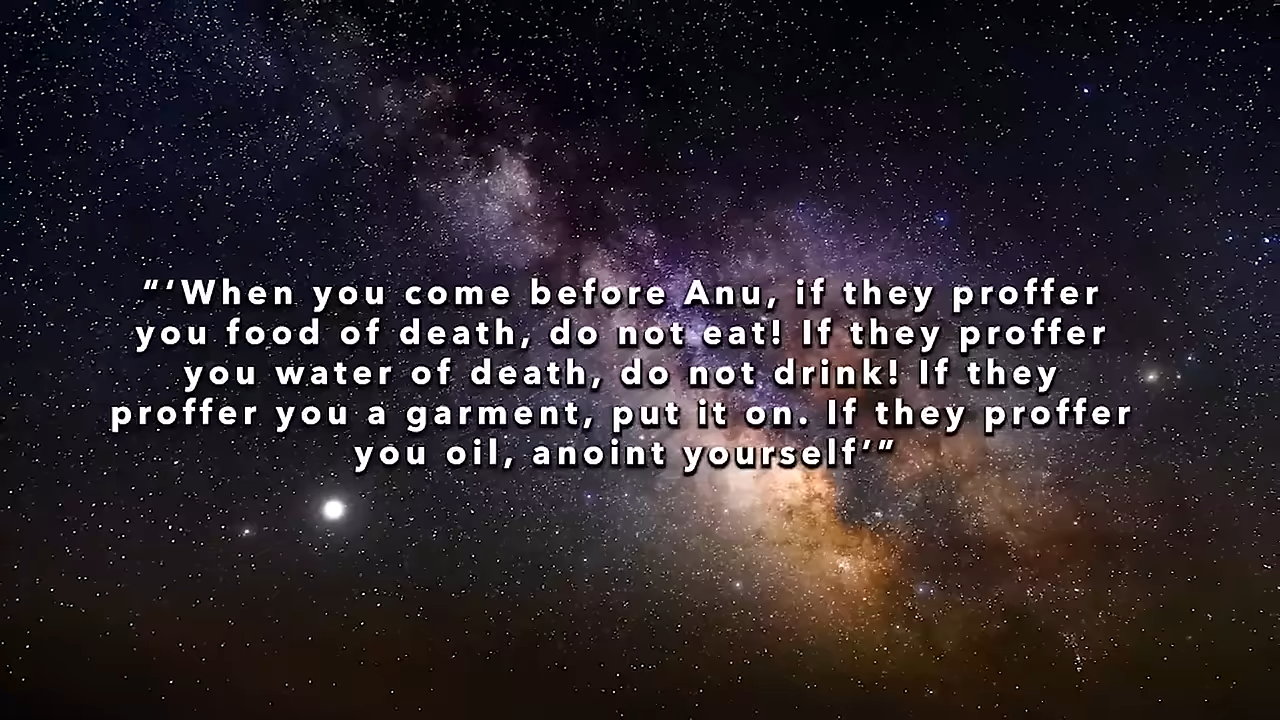 “‘When you come before Anu, if they proffer
you food of death, do not eat! If they proffer
you water of death, do not drink! If they
proffer you a garment, put it on. If they proffer
you oil, anoint yourself’”